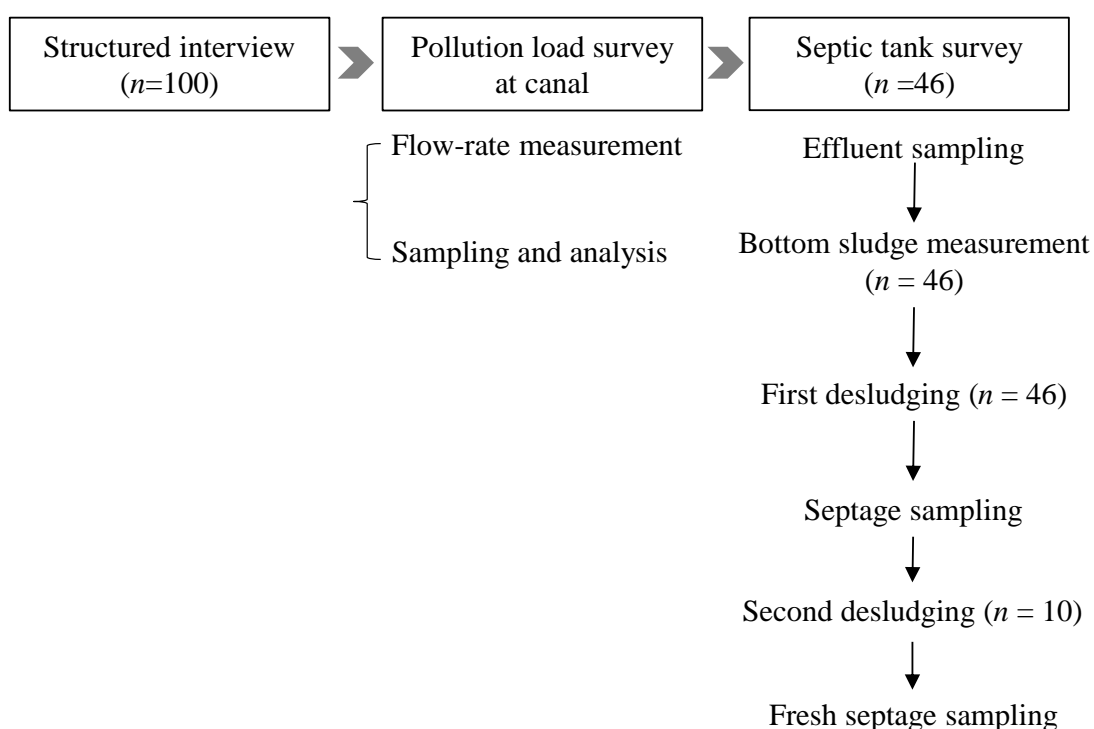 Structured interview
(n=100)
Pollution load survey
at canal
Septic tank survey
(n =46)
Flow-rate measurement
Sampling and analysis
Effluent sampling
Bottom sludge measurement
(n = 46)
First desludging (n = 46)
Septage sampling
Second desludging (n = 10)
Fresh septage sampling